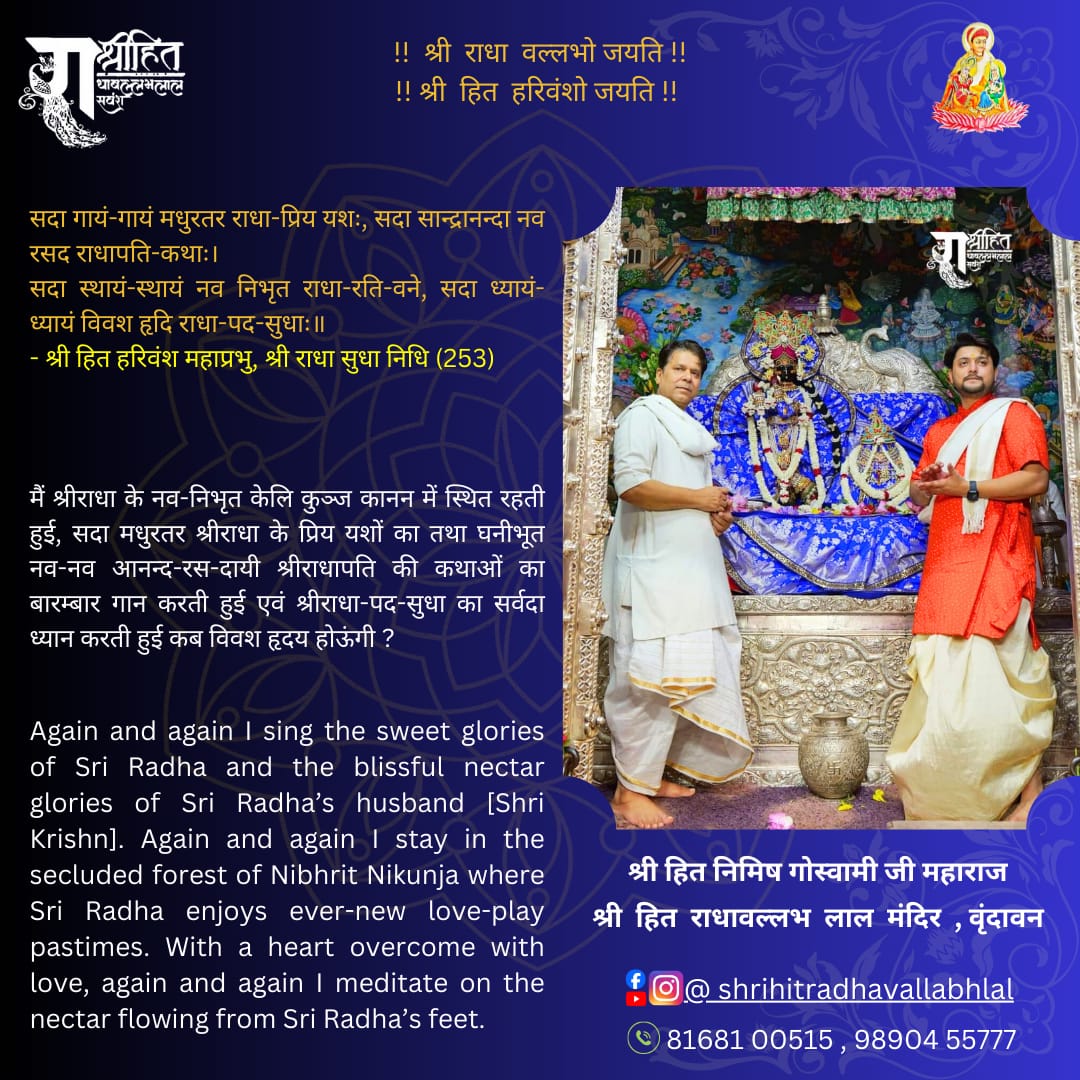 श्रीहित
राधावल्लभलाल
सर्वस्व
!! श्री राधा वल्लभो जयति !!
!! श्री हित हरिवंशो जयति !!
सदा गायं-गायं मधुरतर राधा-प्रिय यशः, सदा सान्द्रानन्दा नव
रसद राधापति-कथाः।
सदा स्थायं-स्थायं नव निभृत राधा-रति-वने, सदा ध्यायं-
ध्यायं विवश हृदि राधा-पद-सुधाः॥
- श्री हित हरिवंश महाप्रभु, श्री राधा सुधा निधि (253)
मैं श्रीराधा के नव-निभृत केलि कुञ्ज कानन में स्थित रहती
हुई, सदा मधुरतर श्रीराधा के प्रिय यशों का तथा घनीभूत
नव-नव आनन्द-रस-दायी श्रीराधापति की कथाओं का
बारम्बार गान करती हुई एवं श्रीराधा-पद-सुधा का सर्वदा
ध्यान करती हुई कब विवश हृदय होऊंगी ?
Again and again I sing the sweet glories
of Sri Radha and the blissful nectar
glories of Sri Radha’s husband [Shri
Krishn]. Again and again I stay in the
secluded forest of Nibhrit Nikunja where
Sri Radha enjoys ever-new love-play
pastimes. With a heart overcome with
love, again and again I meditate on the
nectar flowing from Sri Radha’s feet.
श्रीहित
श्री हित निमिष गोस्वामी जी महाराज
श्री हित राधावल्लभ लाल मंदिर , वृंदावन
@ shrihitradhavallabhlal
81681 00515 , 98904 55777